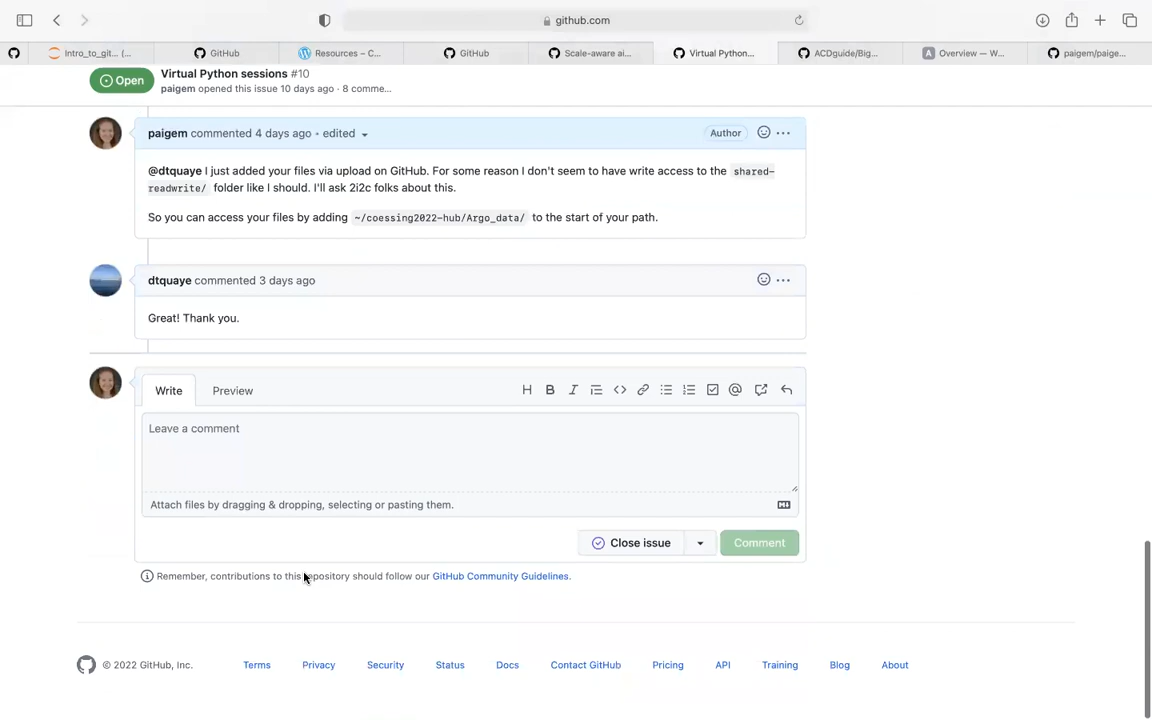 github.com
Intro_to_git... (...
GitHub
Resources – C...
GitHub
Scale-aware ai...
Virtual Python...
ACDguide/Big...
Overview — W...
paigem/paige...
Open
Virtual Python sessions #10
paigem opened this issue 10 days ago · 8 comme...
paigem commented 4 days ago • edited
Author
@dtquaye I just added your files via upload on GitHub. For some reason I don't seem to have write access to the shared-
readwrite/ folder like I should. I'll ask 2i2c folks about this.
So you can access your files by adding ~/coessing2022-hub/Argo_data/ to the start of your path.
dtquaye commented 3 days ago
Great! Thank you.
Write
Preview
Leave a comment
Attach files by dragging & dropping, selecting or pasting them.
Close issue
Comment
Remember, contributions to this repository should follow our GitHub Community Guidelines.
© 2022 GitHub, Inc.
Terms
Privacy
Security
Status
Docs
Contact GitHub
Pricing
API
Training
Blog
About